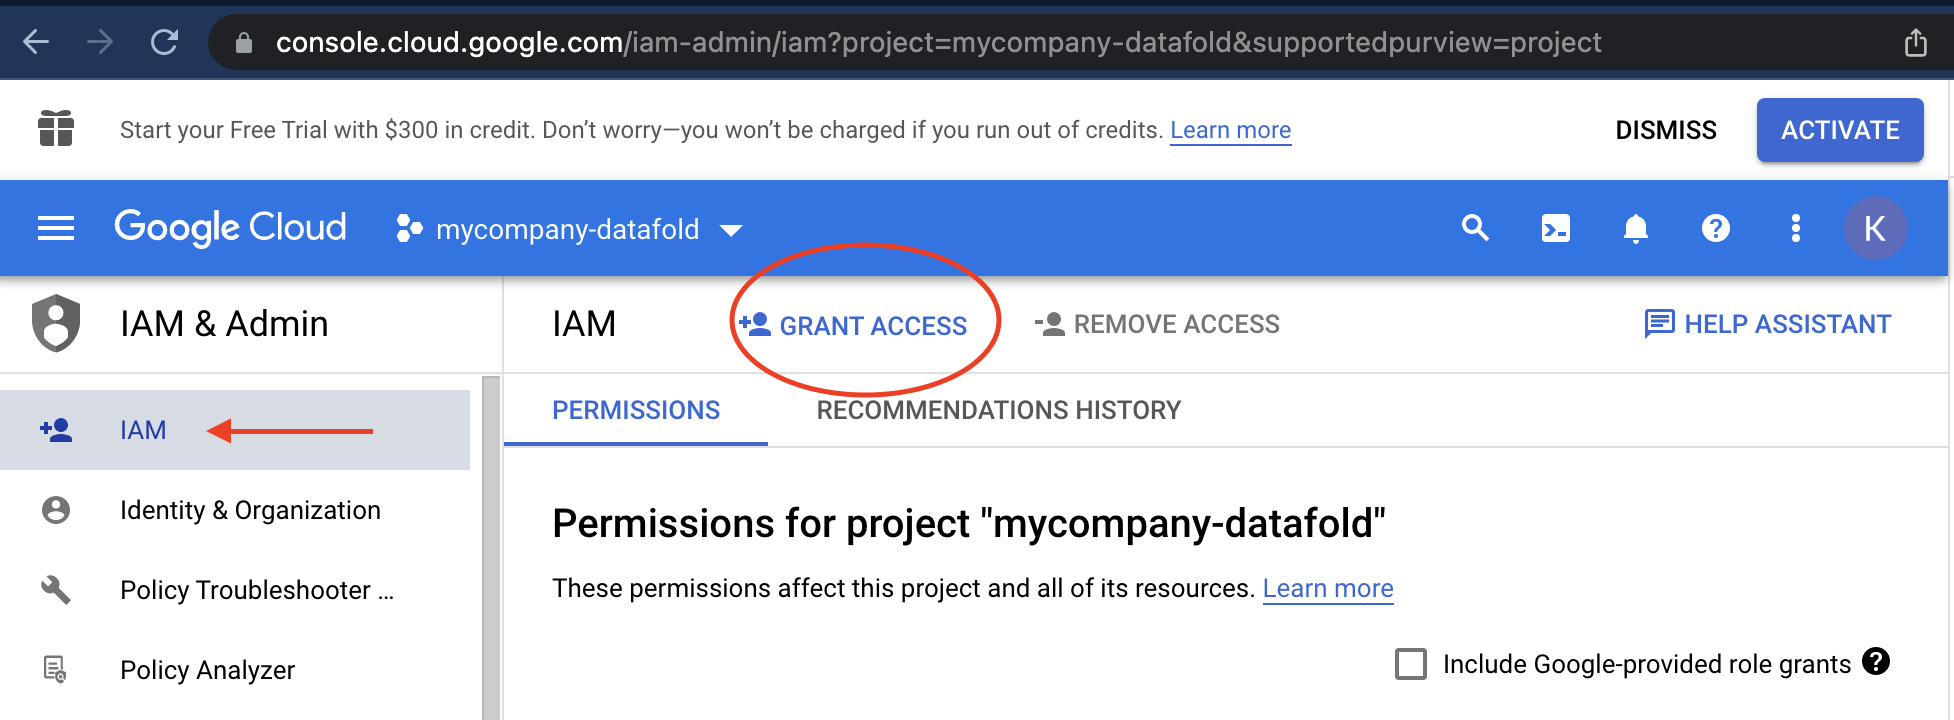 console.cloud.google.com/iam-admin/iam?project=mycompany-datafold&supportedpurview=project
Start your Free Trial with $300 in credit. Don’t worry—you won’t be charged if you run out of credits. Learn more
DISMISS
ACTIVATE
Google Cloud
mycompany-datafold
K
IAM & Admin
IAM
GRANT ACCESS
REMOVE ACCESS
HELP ASSISTANT
IAM
Identity & Organization
Policy Troubleshooter ...
Policy Analyzer
PERMISSIONS
RECOMMENDATIONS HISTORY
Permissions for project "mycompany-datafold"
These permissions affect this project and all of its resources. Learn more
Include Google-provided role grants